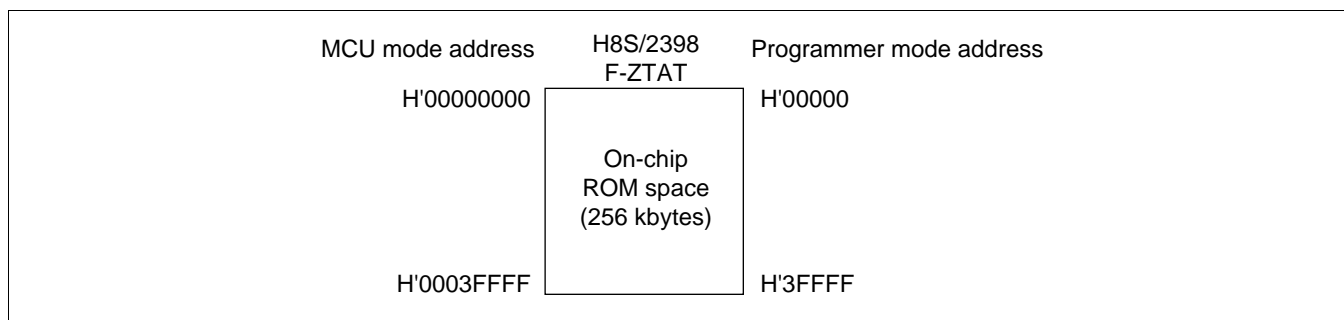 MCU mode address
H8S/2398
F-ZTAT
Programmer mode address
H'00000000
H'00000
On-chip
ROM space
(256 kbytes)
H'0003FFFF
H'3FFFF